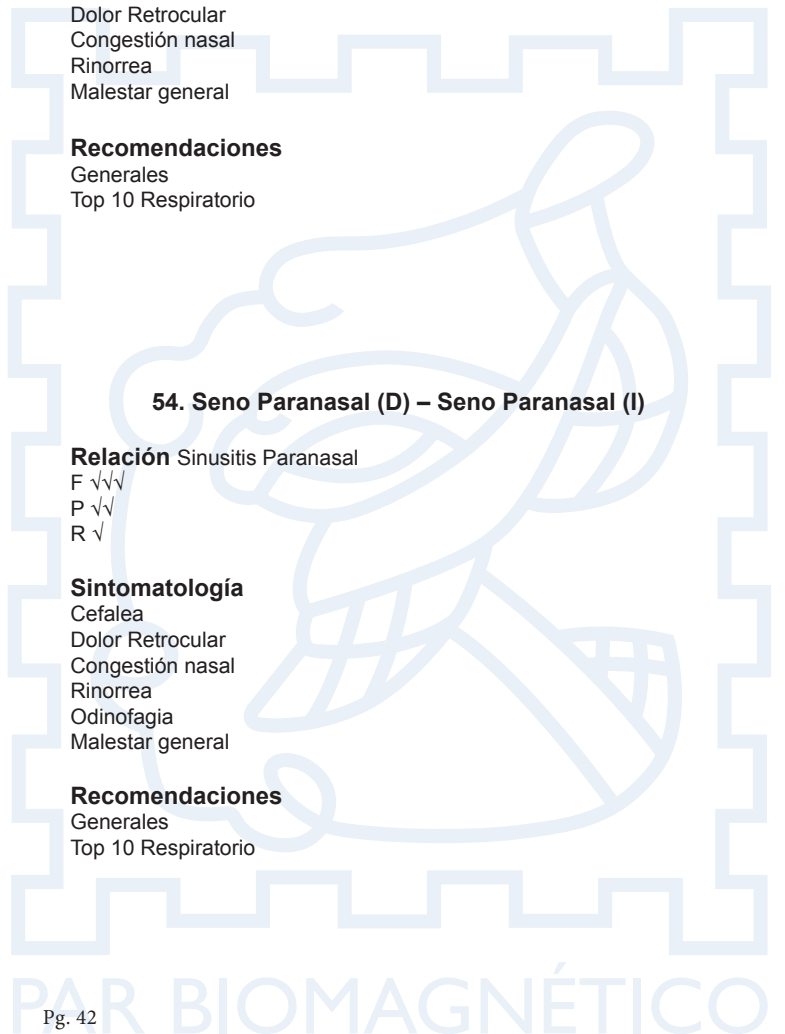 Dolor Retrocular
Congestión nasal
Rinorrea
Malestar general
Recomendaciones
Generales
Top 10 Respiratorio
54. Seno Paranasal (D) – Seno Paranasal (I)
Relación Sinusitis Paranasal
F √√√
P √√
R √
Sintomatología
Cefalea
Dolor Retrocular
Congestión nasal
Rinorrea
Odinofagia
Malestar general
Recomendaciones
Generales
Top 10 Respiratorio
PAR BIOMAGNÉTICO
Pg. 42